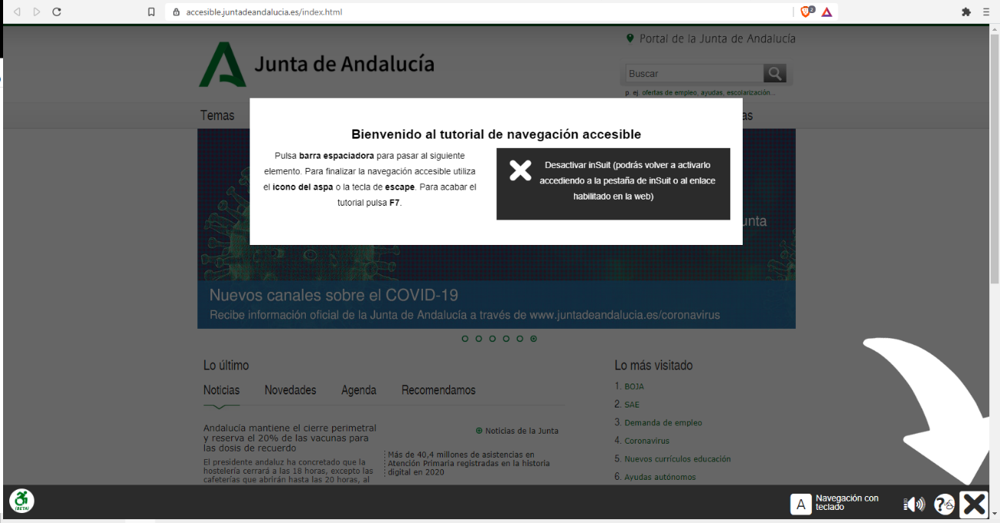 accesible.juntadeandalucia.es/index.html
2
Portal de la Junta de Andalucía
Junta de Andalucía
Buscar
p. ej. ofertas de empleo, ayudas, escolarización...
Temas
as
Bienvenido al tutorial de navegación accesible
Pulsa barra espaciadora para pasar al siguiente
elemento. Para finalizar la navegación accesible utiliza
el icono del aspa o la tecla de escape. Para acabar el
tutorial pulsa F7.
Desactivar inSuit (podrás volver a activarlo
accediendo a la pestaña de inSuit o al enlace
habilitado en la web)
unta
Nuevos canales sobre el COVID-19
Recibe información oficial de la Junta de Andalucía a través de www.juntadeandalucia.es/coronavirus
Lo último
Noticias Novedades Agenda Recomendamos
Andalucía mantiene el cierre perimetral
y reserva el 20% de las vacunas para
las dosis de recuerdo
El presidente andaluz ha concretado que la
hostelería cerrará a las 18 horas, excepto las
cafeterías que abrirán hasta las 20 horas, al
Noticias de la Junta
Más de 40,4 millones de asistencias en
Atención Primaria registradas en la historia
digital en 2020
Lo más visitado
1. BOJA
2. SAE
3. Demanda de empleo
4. Coronavirus
5. Nuevos currículos educación
6. Ayudas autónomos
(BETA)
A
Navegación con
teclado
?